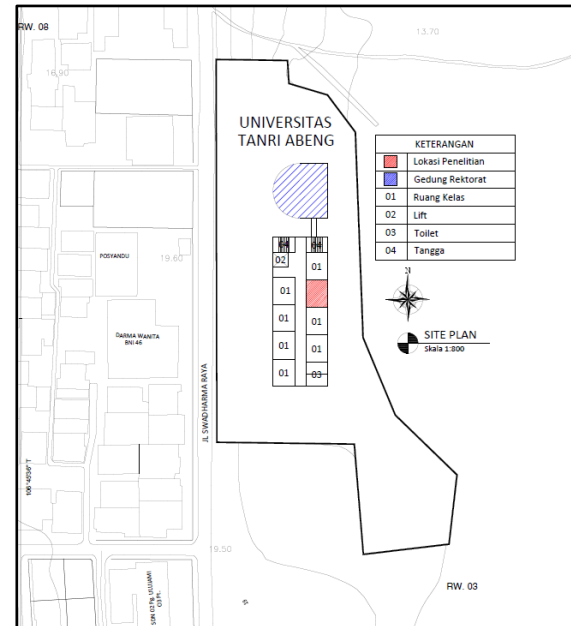 RW. 08
13.70
16.90
UNIVERSITAS
TANRI ABENG
KETERANGAN
Lokasi Penelitian
Gedung Rektorat
01 Ruang Kelas
02 Lift
03 Toilet
04 Tangga
04
04
02
01
01
01
01
01
01
01
03
POSYANDU
19.60
DARMA WANITA
BNI 46
JL SWADHARMA RAYA
N
SITE PLAN
Skala 1:800
19.50
RW. 03